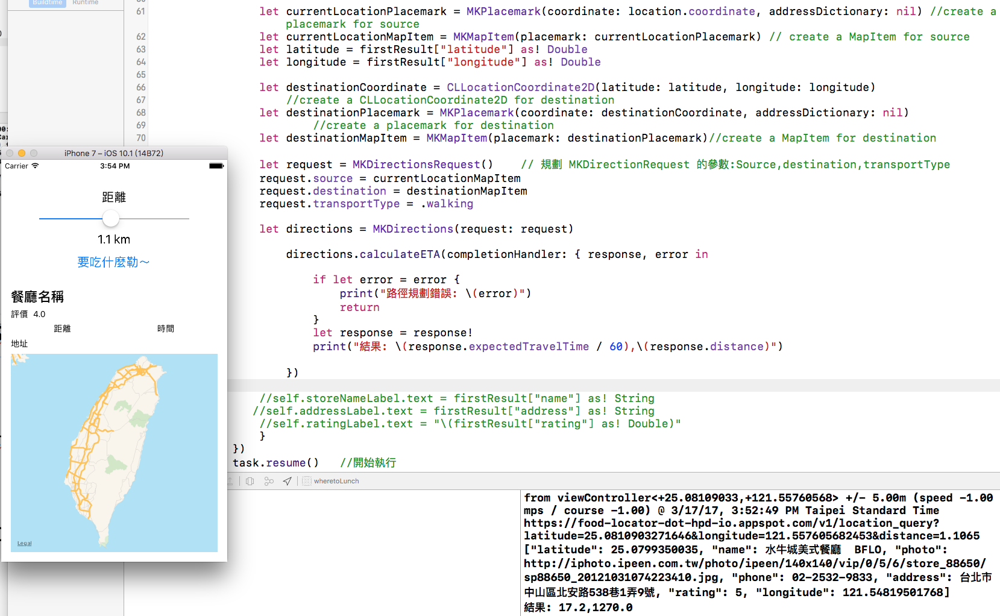 Buildtime Runtime
61 let currentLocationPlacemark = MKPlacemark(coordinate: location.coordinate, addressDictionary: nil) //create a
placemark for source
62 let currentLocationMapItem = MKMapItem(placemark: currentLocationPlacemark) // create a MapItem for source
63 let latitude = firstResult["latitude"] as! Double
64 let longitude = firstResult["longitude"] as! Double
65
66 let destinationCoordinate = CLLocationCoordinate2D(latitude: latitude, longitude: longitude)
67 //create a CLLocationCoordinate2D for destination
68 let destinationPlacemark = MKPlacemark(coordinate: destinationCoordinate, addressDictionary: nil)
69 //create a placemark for destination
70 let destinationMapItem = MKMapItem(placemark: destinationPlacemark)//create a MapItem for destination
let request = MKDirectionsRequest() // 規劃 MKDirectionRequest 的參數:Source,destination,transportType
request.source = currentLocationMapItem
request.destination = destinationMapItem
request.transportType = .walking
let directions = MKDirections(request: request)
directions.calculateETA(completionHandler: { response, error in
if let error = error {
print("路徑規劃錯誤: \(error)")
return
}
let response = response!
print("結果: \(response.expectedTravelTime / 60),\(response.distance)")
})
//self.storeNameLabel.text = firstResult["name"] as! String
//self.addressLabel.text = firstResult["address"] as! String
//self.ratingLabel.text = "\(firstResult["rating"] as! Double)"
}
})
task.resume() //開始執行
iPhone 7 – iOS 10.1 (14B72)
Carrier 3:54 PM
距離
1.1 km
要吃什麼勒～
餐廳名稱
評價 4.0
距離 時間
地址
Legal
wheretoLunch
from viewController<+25.08109033,+121.55760568> +/- 5.00m (speed -1.00
mps / course -1.00) @ 3/17/17, 3:52:49 PM Taipei Standard Time
https://food-locator-dot-hpd-io.appspot.com/v1/location_query?
latitude=25.0810903271646&longitude=121.557605682453&distance=1.1065
["latitude": 25.0799350035, "name": 水牛城美式餐廳 BFLO, "photo":
http://iphoto.ipeen.com.tw/photo/ipeen/140x140/vip/0/5/6/store_88650/
sp88650_20121031074223410.jpg, "phone": 02-2532-9833, "address": 台北市
中山區北安路538巷1弄9號, "rating": 5, "longitude": 121.54819501768]
結果: 17.2,1270.0